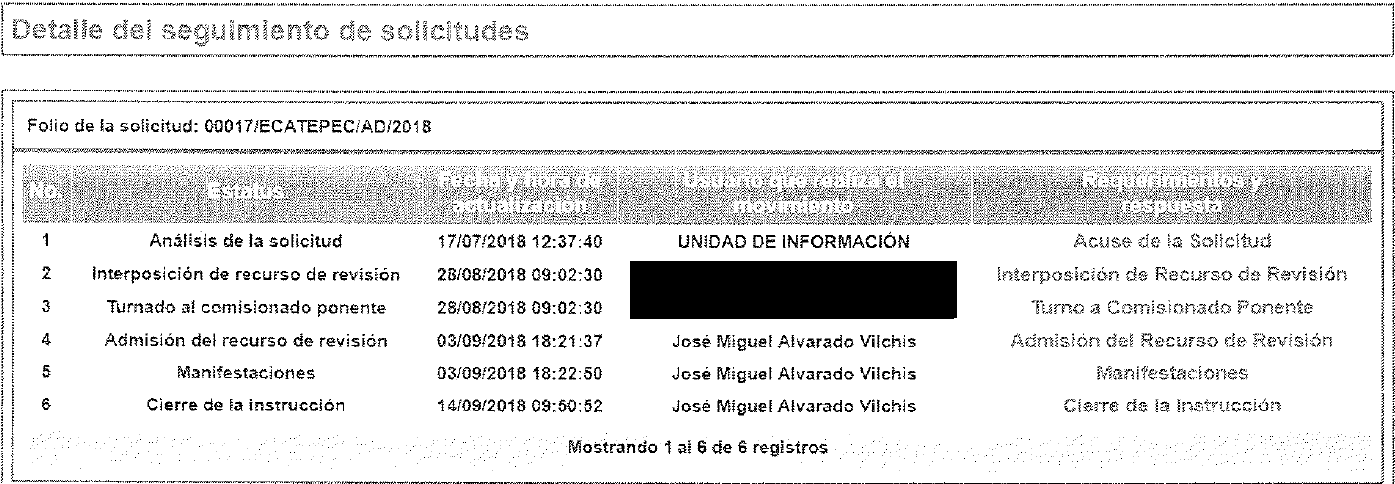 Detalle del seguimiento de solicitudes
Folio de la solicitud: 00017/ECATEPEC/AD/2018
No. Estatus Fecha y hora de actualización Usuario que realiza el movimiento Requerimientos y respuesta
1 Análisis de la solicitud 17/07/2018 12:37:40 UNIDAD DE INFORMACIÓN Acuse de la Solicitud
2 Interposición de recurso de revisión 28/08/2018 09:02:30 Interposición de Recurso de Revisión
3 Turnado al comisionado ponente 28/08/2018 09:02:30 Turno a Comisionado Ponente
4 Admisión del recurso de revisión 03/09/2018 18:21:37 José Miguel Alvarado Vilchis Admisión del Recurso de Revisión
5 Manifestaciones 03/09/2018 18:22:50 José Miguel Alvarado Vilchis Manifestaciones
6 Cierre de la instrucción 14/09/2018 09:50:52 José Miguel Alvarado Vilchis Cierre de la Instrucción
Mostrando 1 al 6 de 6 registros